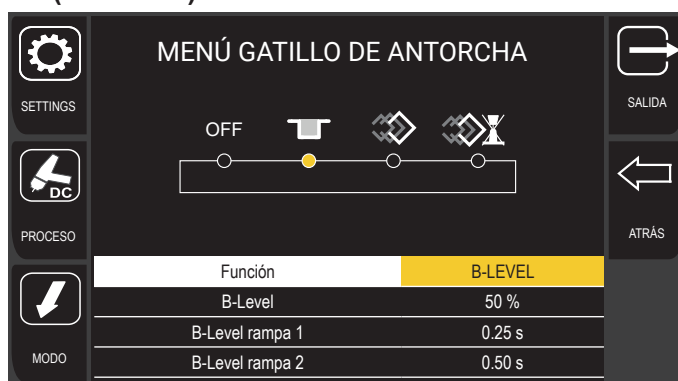 MENÚ GATILLO DE ANTORCHA
SETTINGS
SALIDA
OFF
DC
PROCESO
ATRÁS
Función B-LEVEL
B-Level 50 %
B-Level rampa 1 0.25 s
MODO
B-Level rampa 2 0.50 s